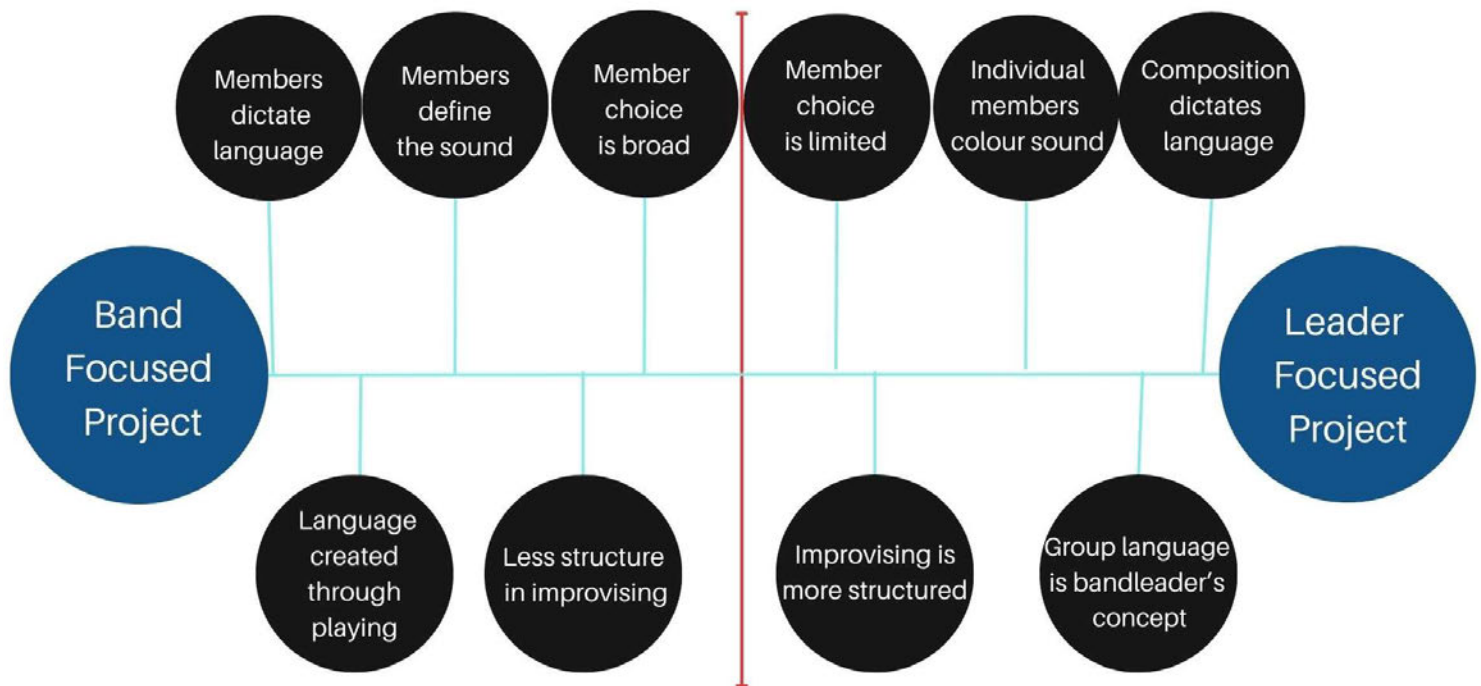 Members
dictate
language
Members
define
the sound
Member
choice
is broad
Member
choice
is limited
Individual
members
colour sound
Composition
dictates
language
Band
Focused
Project
Leader
Focused
Project
Language
created
through
playing
Less structure
in improvising
Improvising is
more structured
Group language
is bandleader’s
concept